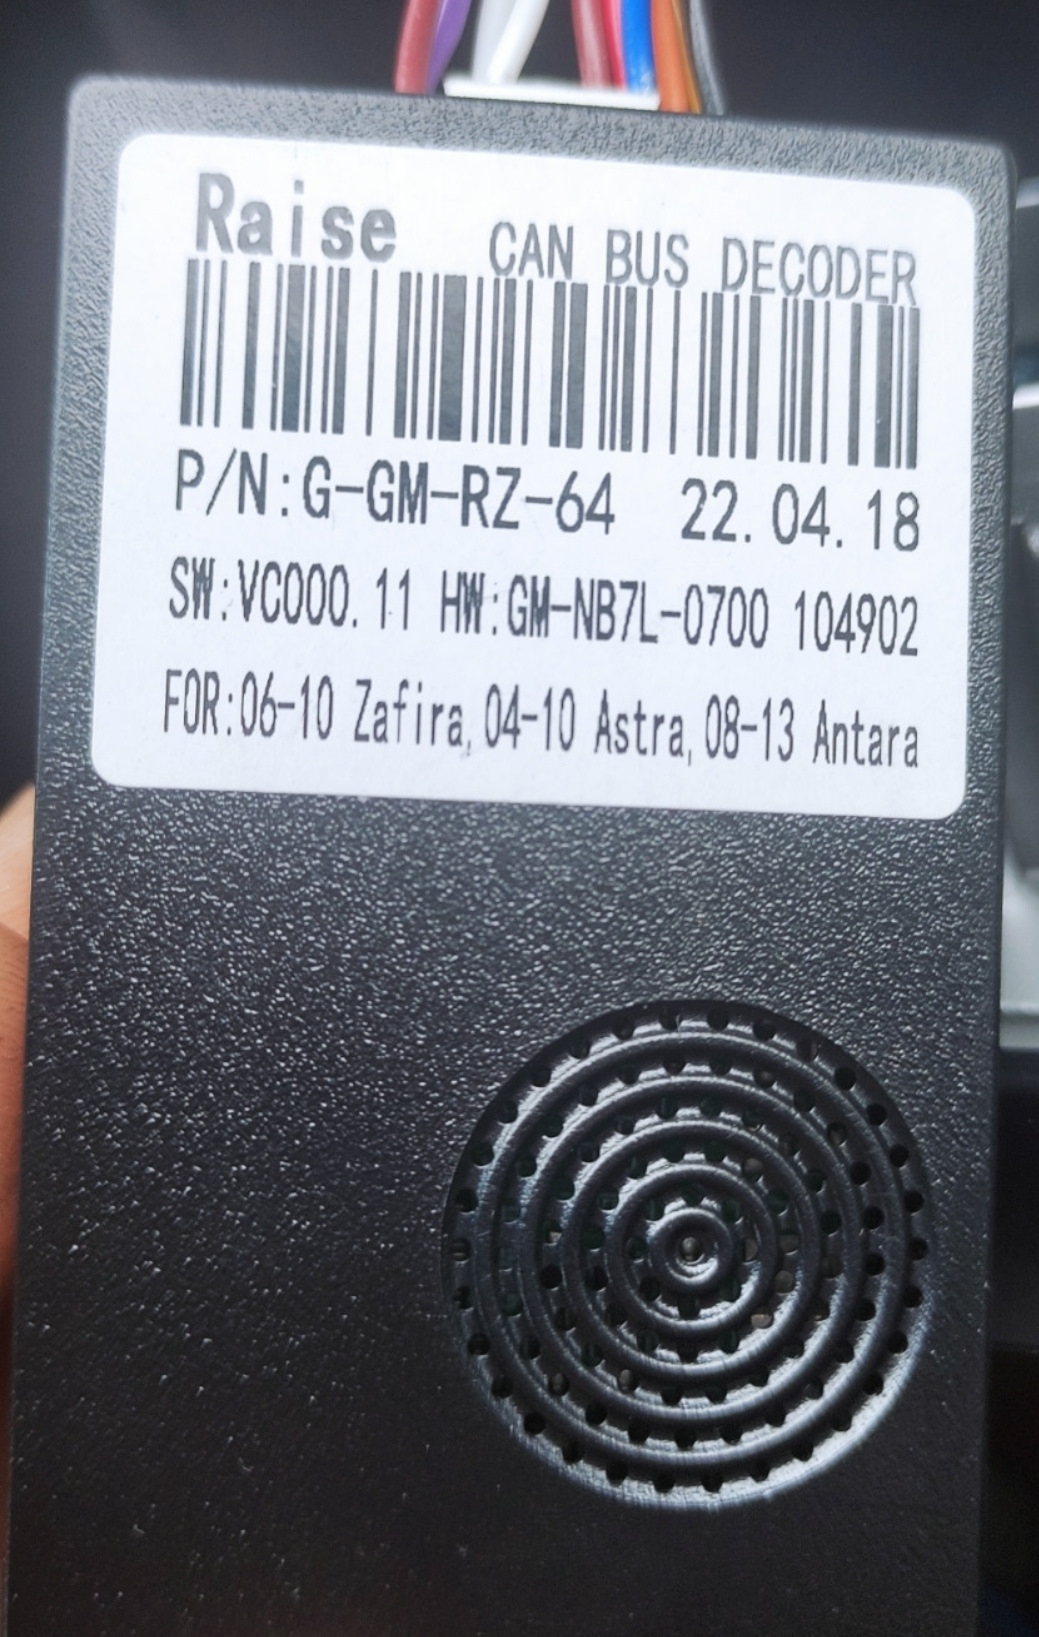 Raise CAN BUS DECODER
P/N:G-GM-RZ-64 22.04.18
SW:VC000.11 HW:GM-NB7L-0700 104902
FOR:06-10 Zafira,04-10 Astra,08-13 Antara